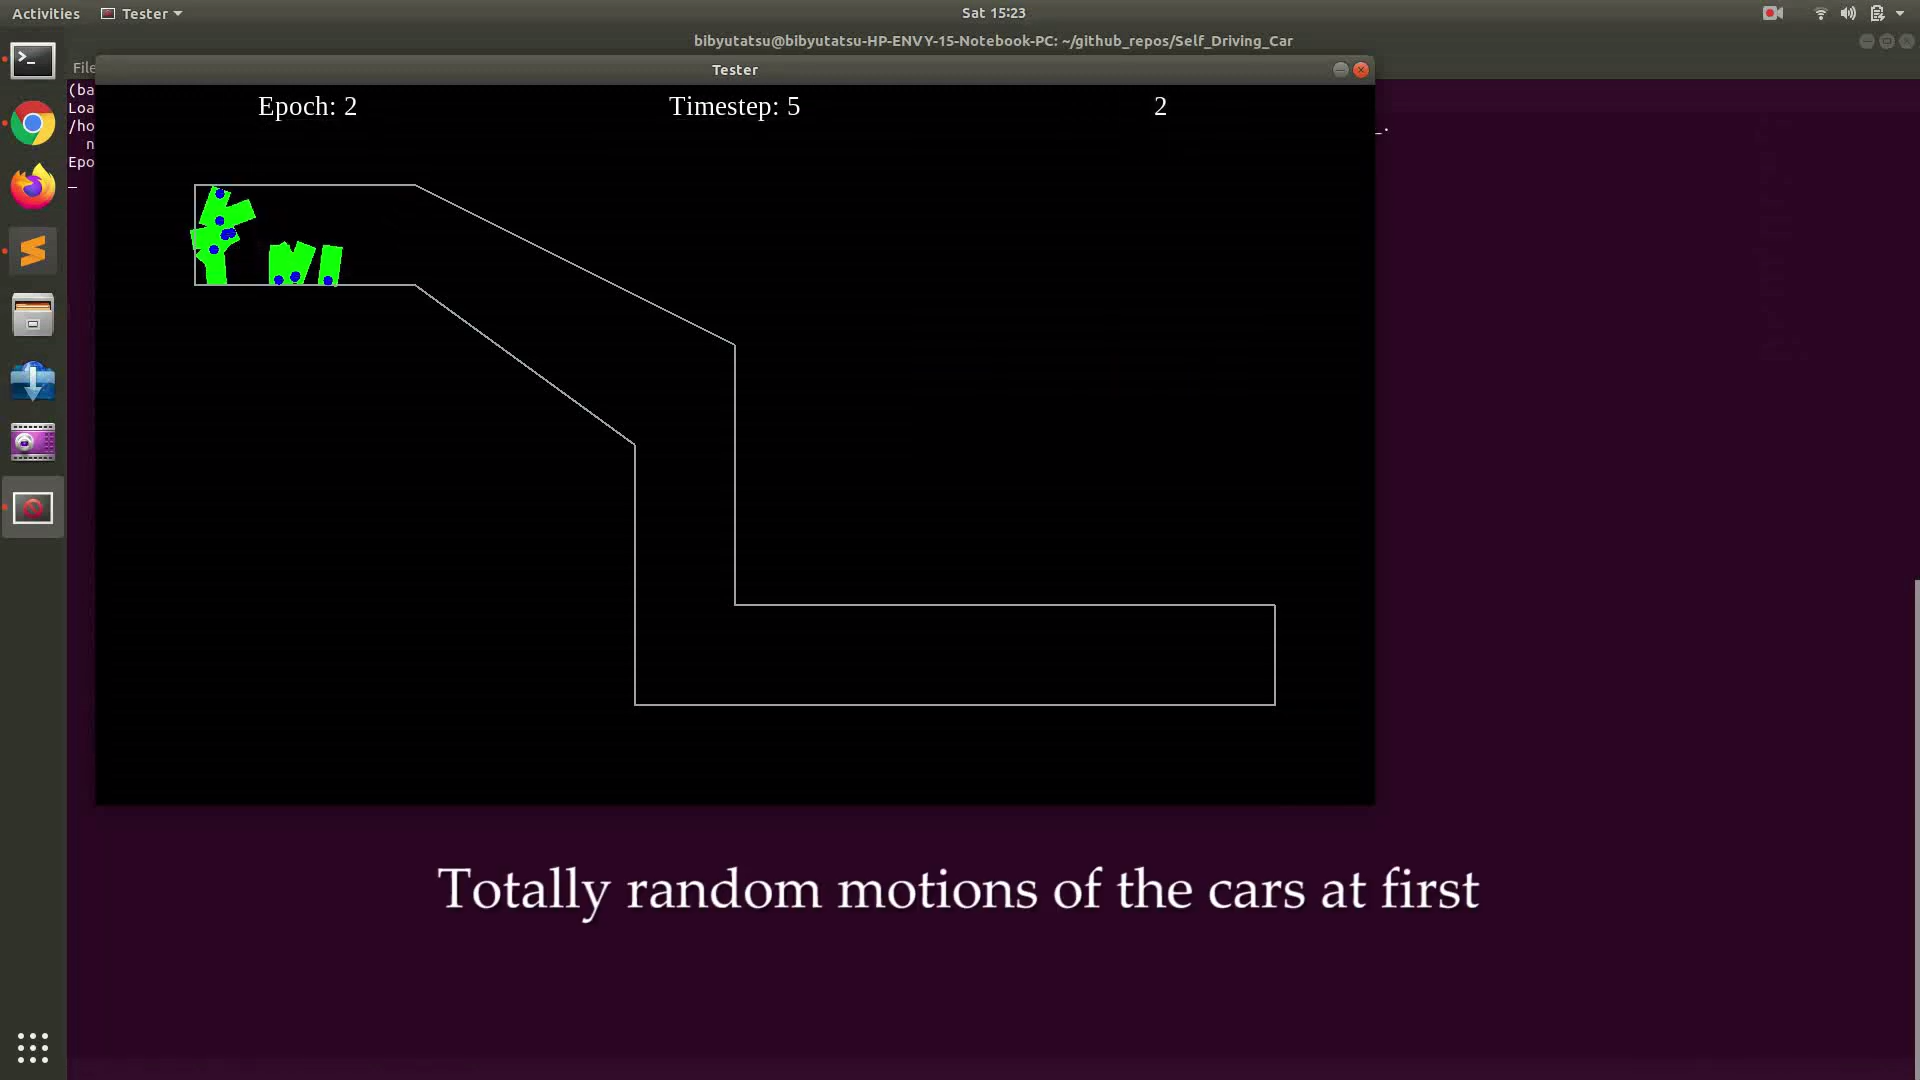 Activities Tester Sat 15:23
bibyutatsu@bibyutatsu-HP-ENVY-15-Notebook-PC: ~/github_repos/Self_Driving_Car
File
Tester
(ba
Loa
/ho
n
Epo
Epoch: 2 Timestep: 5 2
Totally random motions of the cars at first